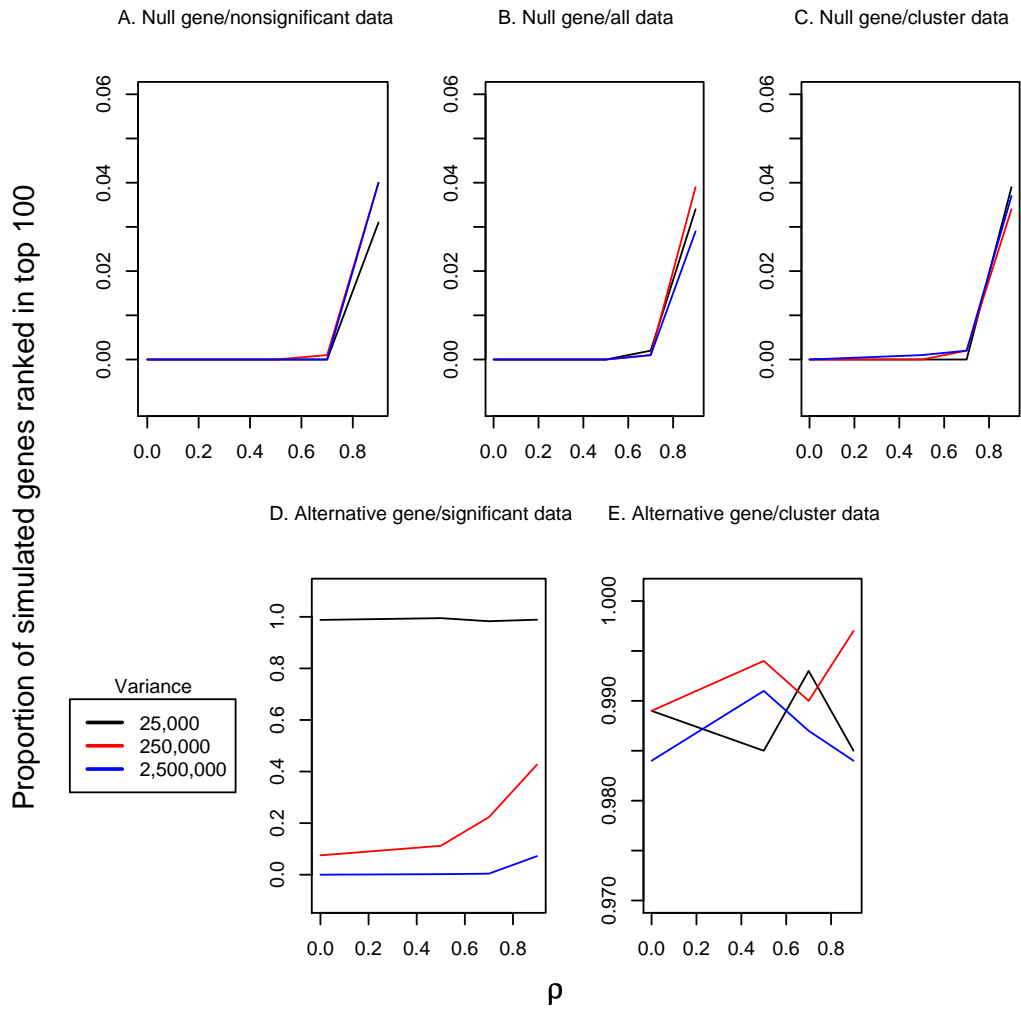 A. Null gene/nonsignificant data
B. Null gene/all data
C. Null gene/cluster data
Proportion of simulated genes ranked in top 100
0.06
0.04
0.02
0.00
0.0 0.2 0.4 0.6 0.8
0.06
0.04
0.02
0.00
0.0 0.2 0.4 0.6 0.8
0.06
0.04
0.02
0.00
0.0 0.2 0.4 0.6 0.8
D. Alternative gene/significant data
E. Alternative gene/cluster data
1.0
0.8
0.6
0.4
0.2
0.0
0.0 0.2 0.4 0.6 0.8
1.000
0.990
0.980
0.970
0.0 0.2 0.4 0.6 0.8
Variance
25,000
250,000
2,500,000
ρ